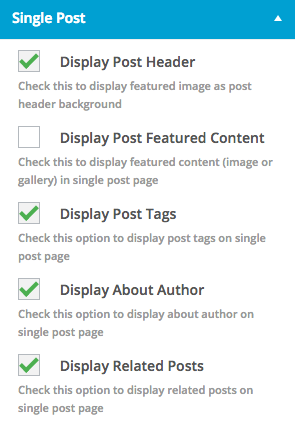 Single Post
Display Post Header
Check this to display featured image as post
header background
Display Post Featured Content
Check this to display featured content (image or
gallery) in single post page
Display Post Tags
Check this option to display post tags on single
post page
Display About Author
Check this option to display about author on
single post page
Display Related Posts
Check this option to display related posts on
single post page